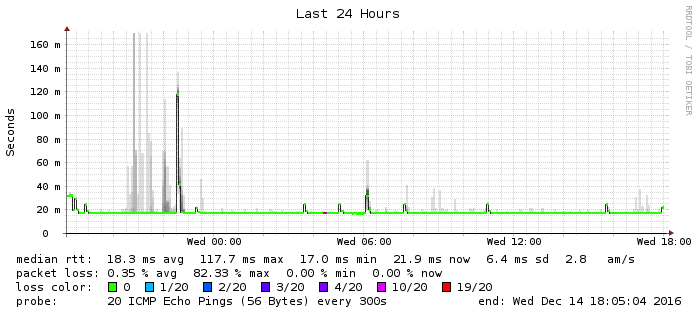 Last 24 Hours
RRDTOOL / TOBI OETIKER
Seconds
160 m
140 m
120 m
100 m
80 m
60 m
40 m
20 m
0
Wed 00:00 Wed 06:00 Wed 12:00 Wed 18:00
median rtt: 18.3 ms avg 117.7 ms max 17.0 ms min 21.9 ms now 6.4 ms sd 2.8 am/s
packet loss: 0.35 % avg 82.33 % max 0.00 % min 0.00 % now
loss color: 0 1/20 2/20 3/20 4/20 10/20 19/20
probe: 20 ICMP Echo Pings (56 Bytes) every 300s end: Wed Dec 14 18:05:04 2016